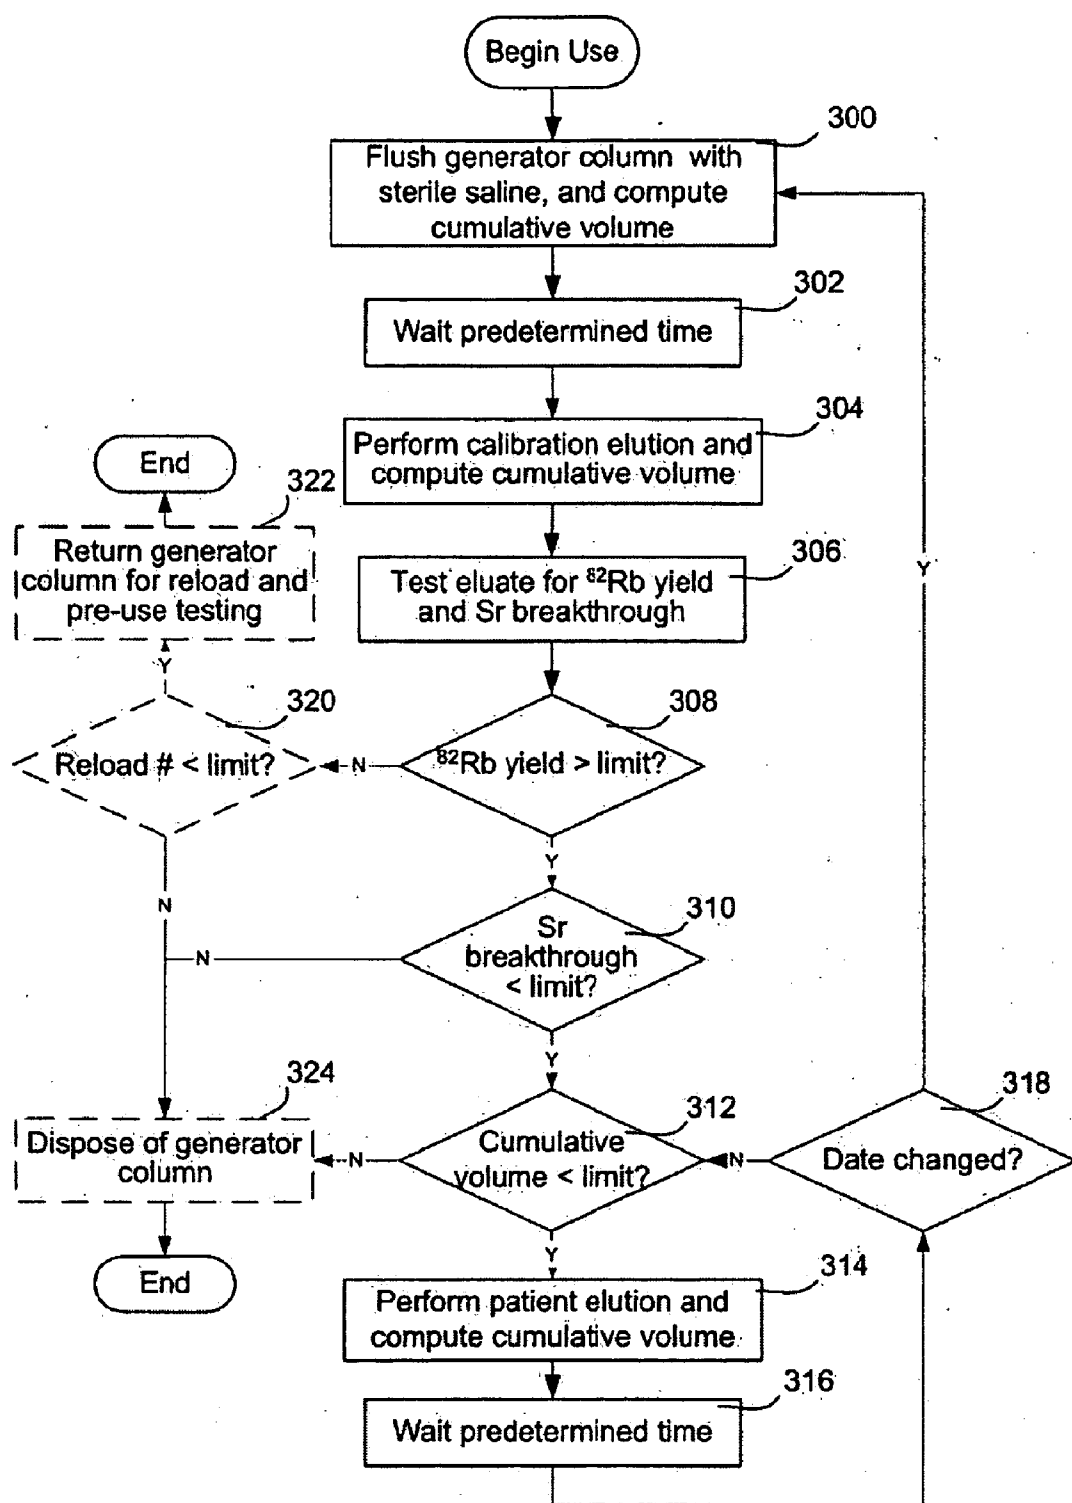 Begin Use
300
Flush generator column with
sterile saline, and compute
cumulative volume
302
Wait predetermined time
304
Perform calibration elution and
compute cumulative volume
End
322
Return generator
column for reload and
pre-use testing
306
Test eluate for ⁸²Rb yield
and Sr breakthrough
Y
Y
320
Reload # < limit?
N
308
⁸²Rb yield > limit?
Y
N
310
Sr
breakthrough
< limit?
N
Y
324
Dispose of generator
column
N
312
Cumulative
volume < limit?
N
318
Date changed?
Y
End
314
Perform patient elution and
compute cumulative volume
316
Wait predetermined time